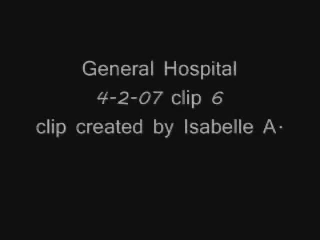 General Hospital
4-2-07 clip 6
clip created by Isabelle A.